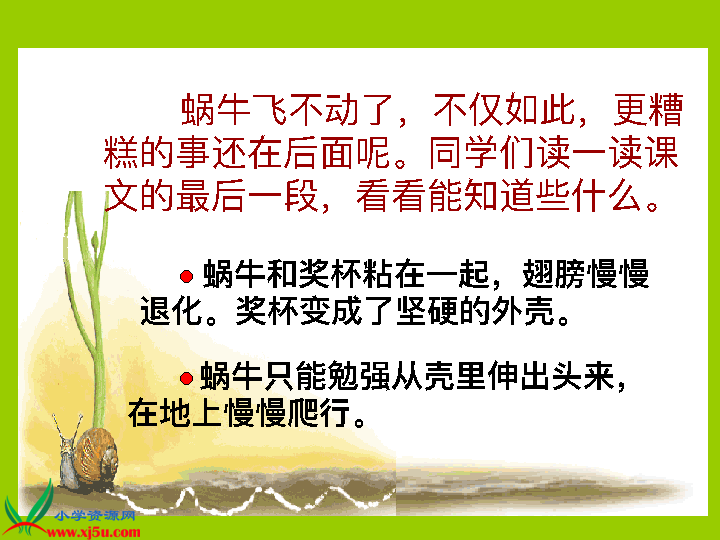 蜗牛飞不动了，不仅如此，更糟
糕的事还在后面呢。同学们读一读课
文的最后一段，看看能知道些什么。
蜗牛和奖杯粘在一起，翅膀慢慢
退化。奖杯变成了坚硬的外壳。
蜗牛只能勉强从壳里伸出头来，
在地上慢慢爬行。
小学资源网
www.xj5u.com